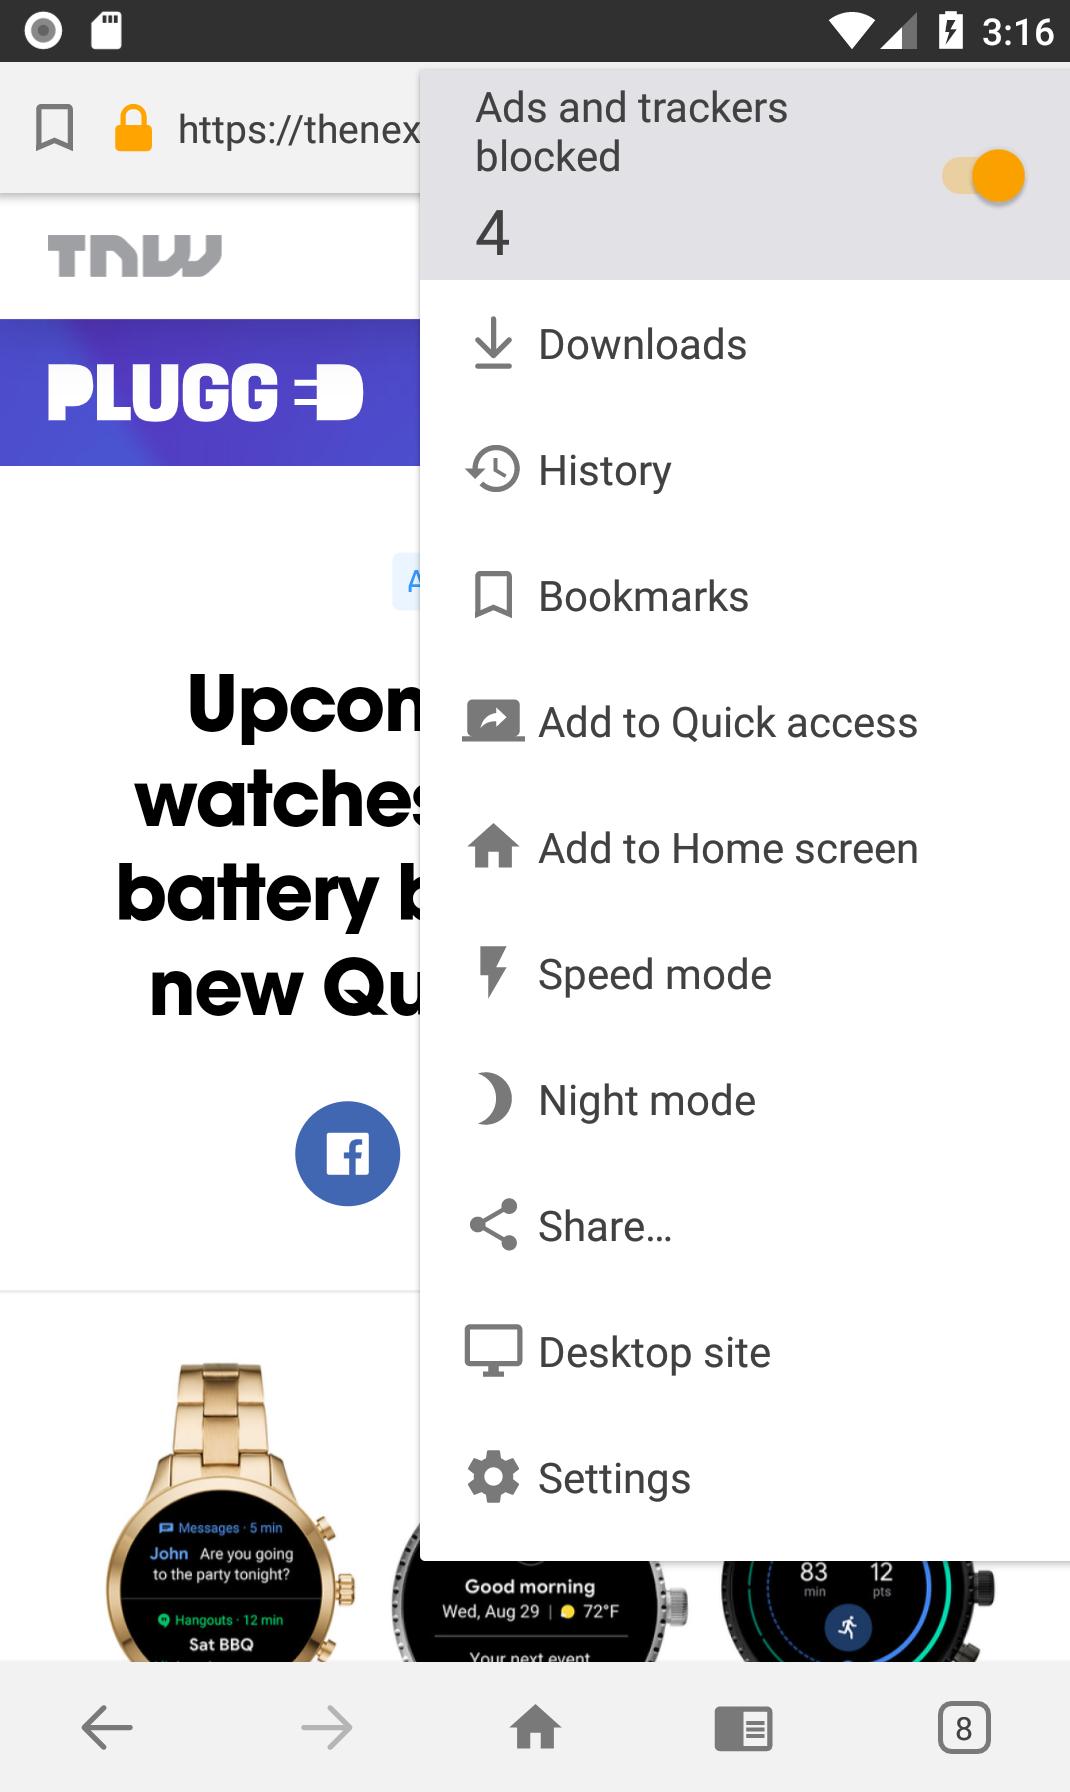 3:16
https://thenex
Ads and trackers
blocked
4
TNW
PLUGG
Downloads
History
Bookmarks
A
Add to Quick access
Upcom
watches
battery b
new Qu
Add to Home screen
Speed mode
Night mode
Share...
Desktop site
Settings
Messages · 5 min
John Are you going
to the party tonight?
Hangouts · 12 min
Sat BBQ
Good morning
Wed, Aug 29 | 72°F
Your next event
83 12
min pts
8